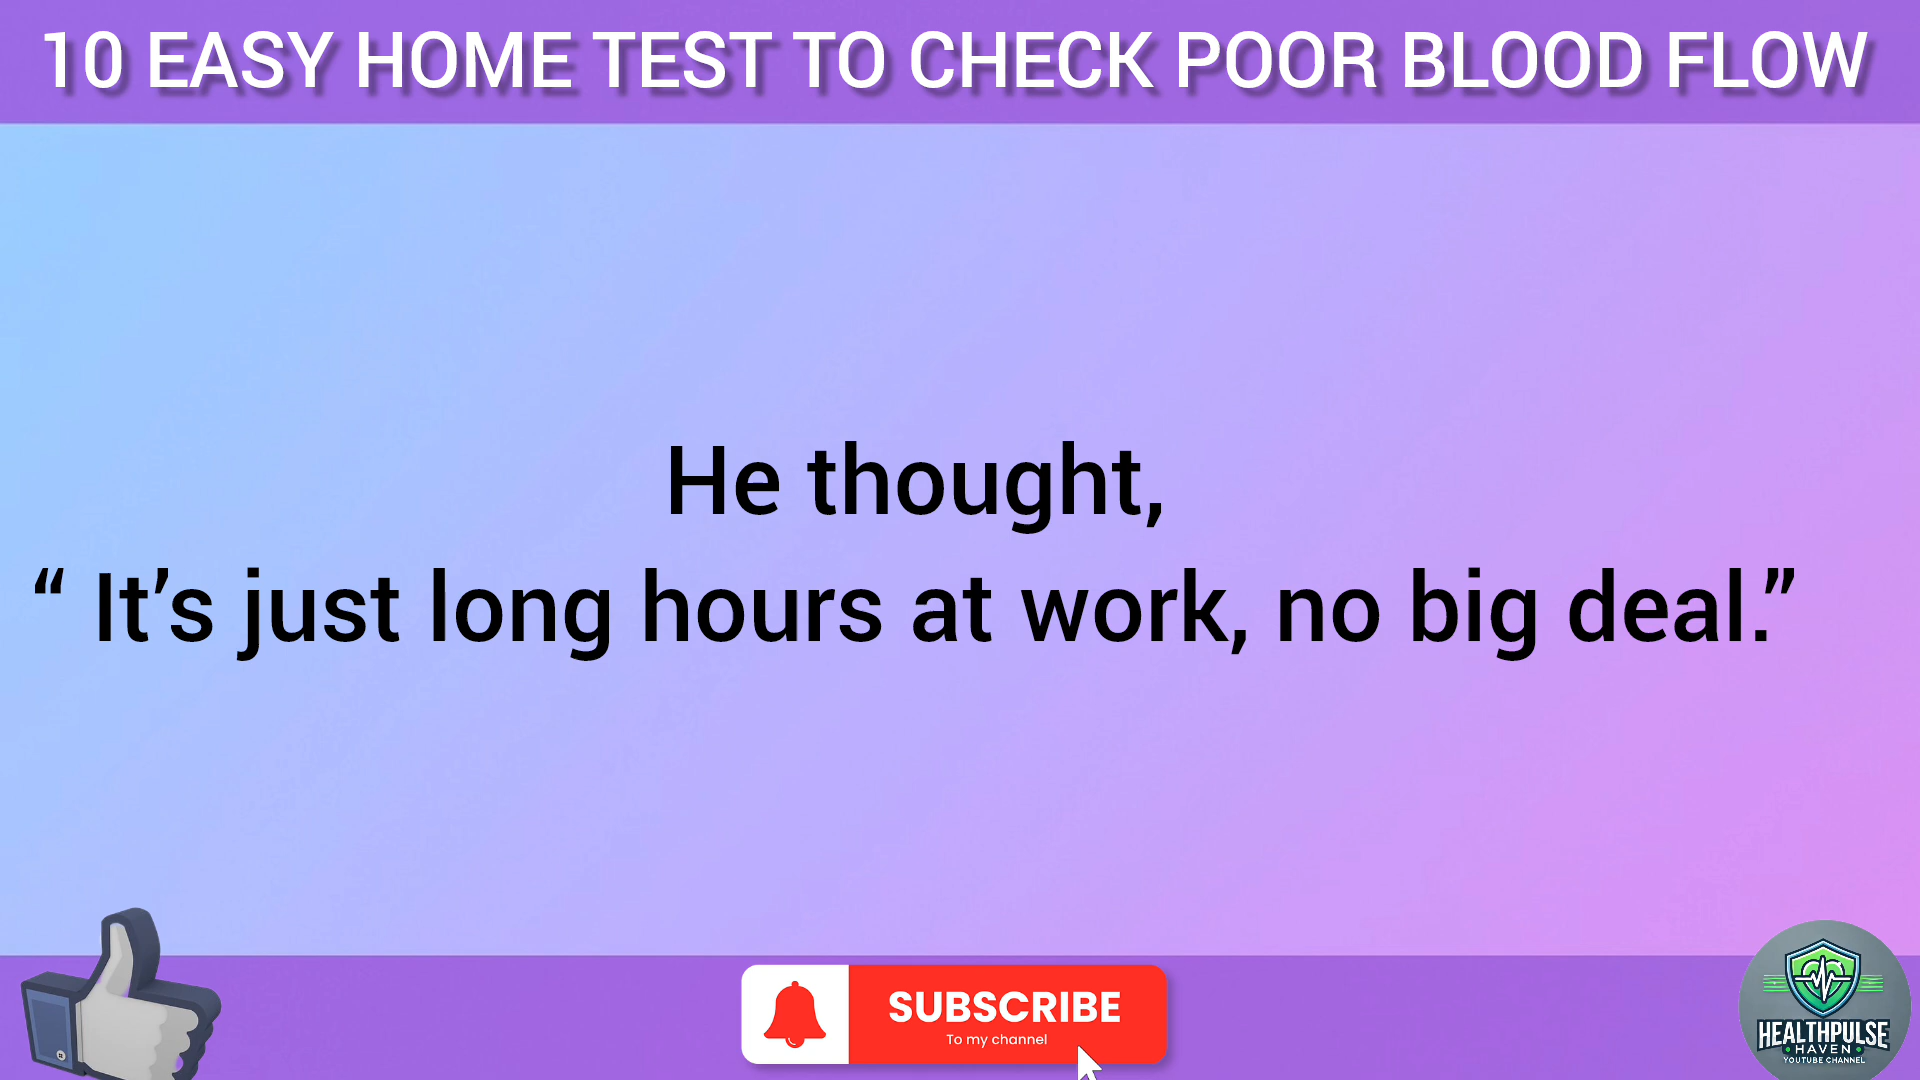 10 EASY HOME TEST TO CHECK POOR BLOOD FLOW
He thought,
“ It’s just long hours at work, no big deal.”
SUBSCRIBE
To my channel
HEALTHPULSE
HAVEN
YOUTUBE CHANNEL